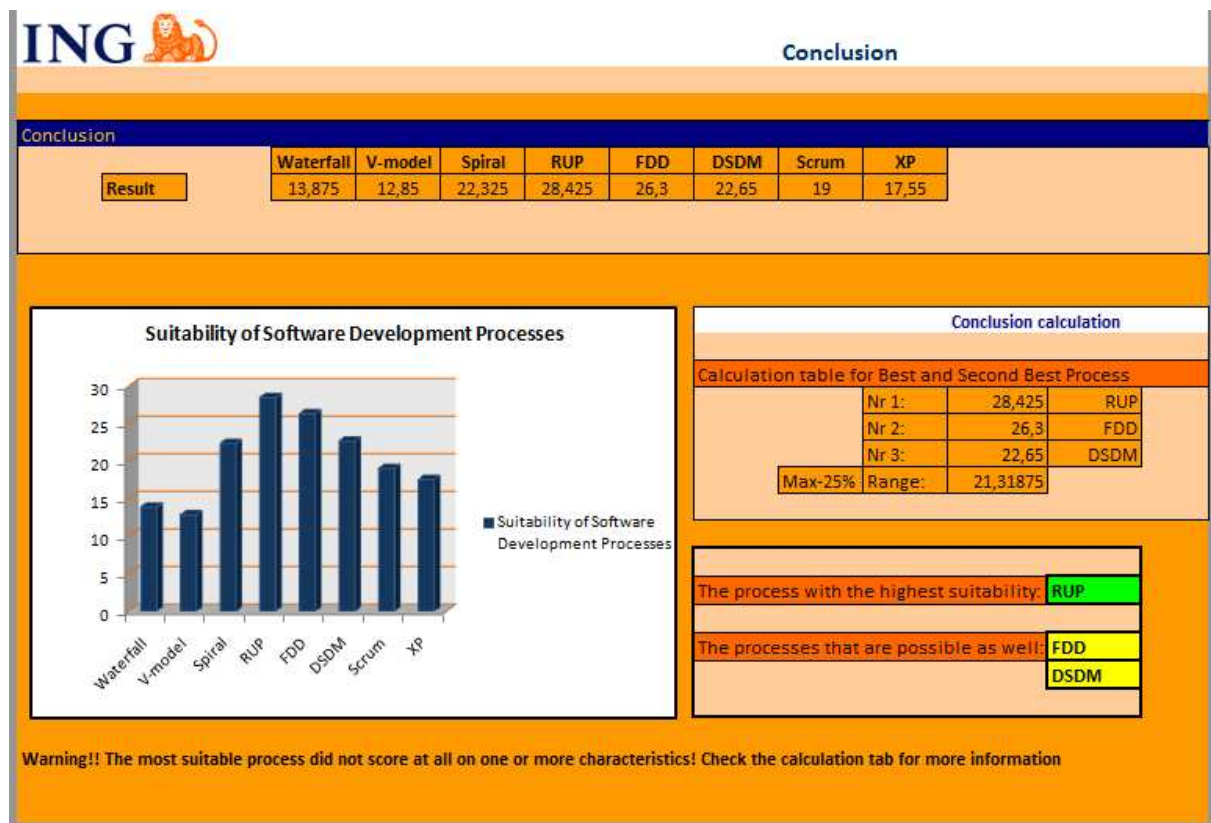 ING
Conclusion
Conclusion
Waterfall V-model Spiral RUP FDD DSDM Scrum XP
Result 13,875 12,85 22,325 28,425 26,3 22,65 19 17,55
Suitability of Software Development Processes
30
25
20
15
10
5
0
Waterfall V-model Spiral RUP FDD DSDM Scrum XP
Suitability of Software
Development Processes
Conclusion calculation
Calculation table for Best and Second Best Process
Nr 1: 28,425 RUP
Nr 2: 26,3 FDD
Nr 3: 22,65 DSDM
Max-25% Range: 21,31875
The process with the highest suitability: RUP
The processes that are possible as well: FDD
DSDM
Warning!! The most suitable process did not score at all on one or more characteristics! Check the calculation tab for more information